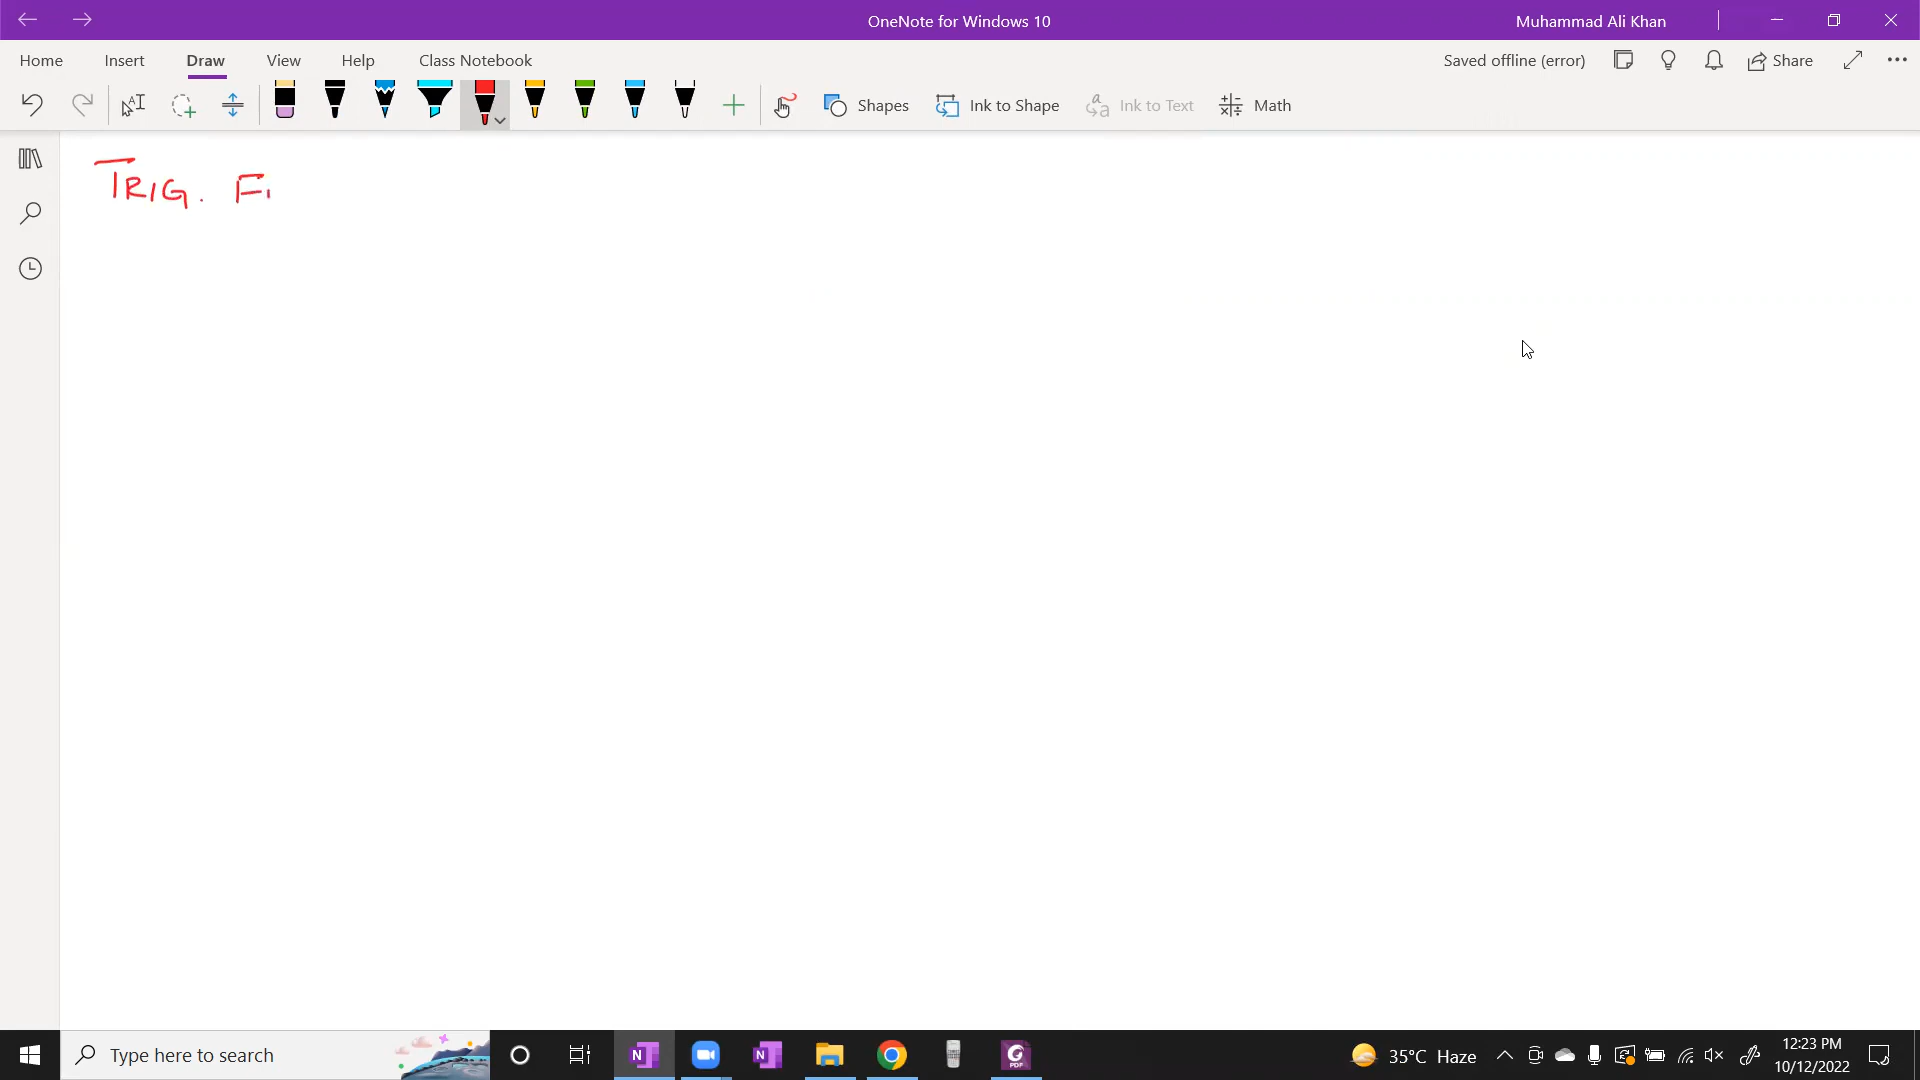 OneNote for Windows 10
Muhammad Ali Khan
Home Insert Draw View Help Class Notebook
Saved offline (error) Share
Shapes Ink to Shape Ink to Text Math
TRIG. F
Type here to search
35°C Haze
12:23 PM
10/12/2022